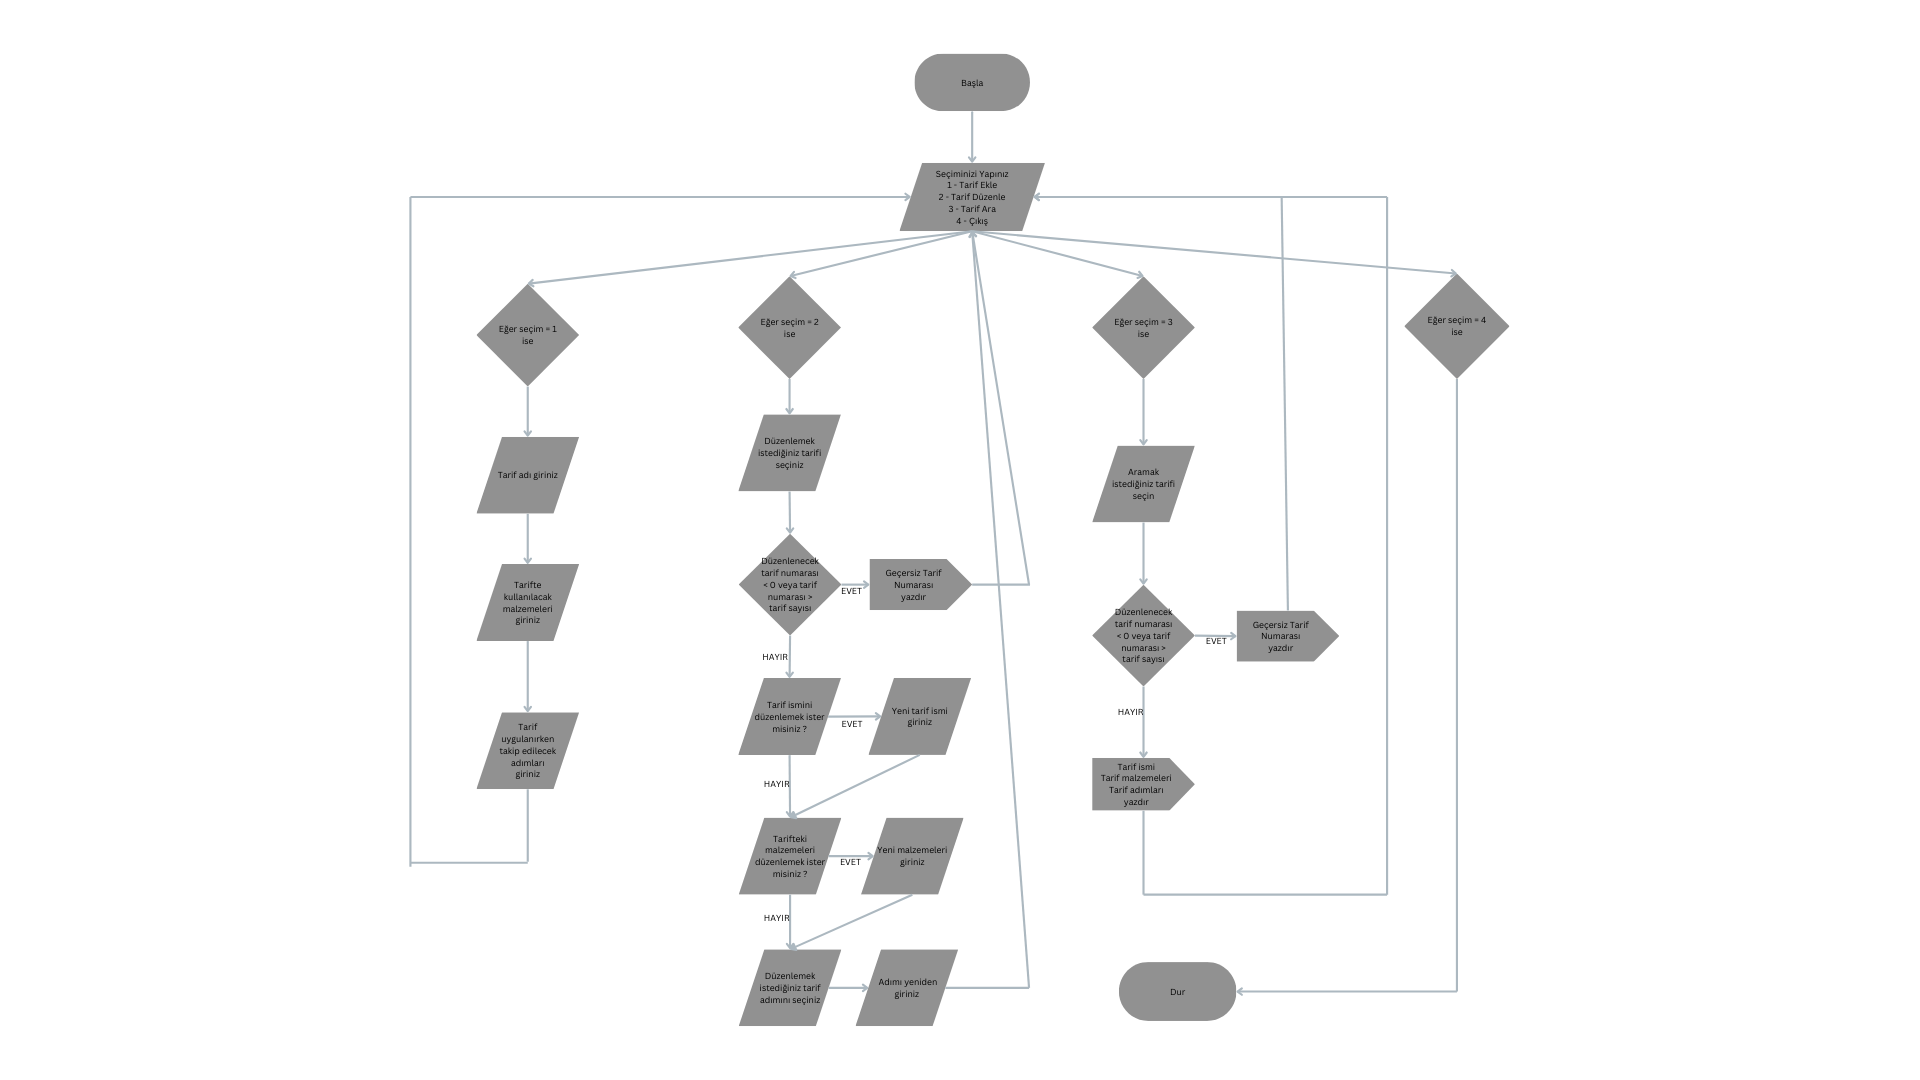 Başla
Seçiminizi Yapınız
1 - Tarif Ekle
2 - Tarif Düzenle
3 - Tarif Ara
4 - Çıkış
Eğer seçim = 1
ise
Tarif adı giriniz
Tarifte
kullanılacak
malzemeleri
giriniz
Tarif
uygulanırken
takip edilecek
adımları
giriniz
Eğer seçim = 2
ise
Düzenlemek
istediğiniz tarifi
seçiniz
Düzenlenecek
tarif numarası
< 0 veya tarif
numarası >
tarif sayısı
EVET
Geçersiz Tarif
Numarası
yazdır
HAYIR
Tarif ismini
düzenlemek ister
misiniz ?
EVET
Yeni tarif ismi
giriniz
HAYIR
Tarifteki
malzemeleri
düzenlemek ister
misiniz ?
EVET
Yeni malzemeleri
giriniz
HAYIR
Düzenlemek
istediğiniz tarif
adımını seçiniz
Adımı yeniden
giriniz
Eğer seçim = 3
ise
Aramak
istediğiniz tarifi
seçin
Düzenlenecek
tarif numarası
< 0 veya tarif
numarası >
tarif sayısı
EVET
Geçersiz Tarif
Numarası
yazdır
HAYIR
Tarif ismi
Tarif malzemeleri
Tarif adımları
yazdır
Eğer seçim = 4
ise
Dur